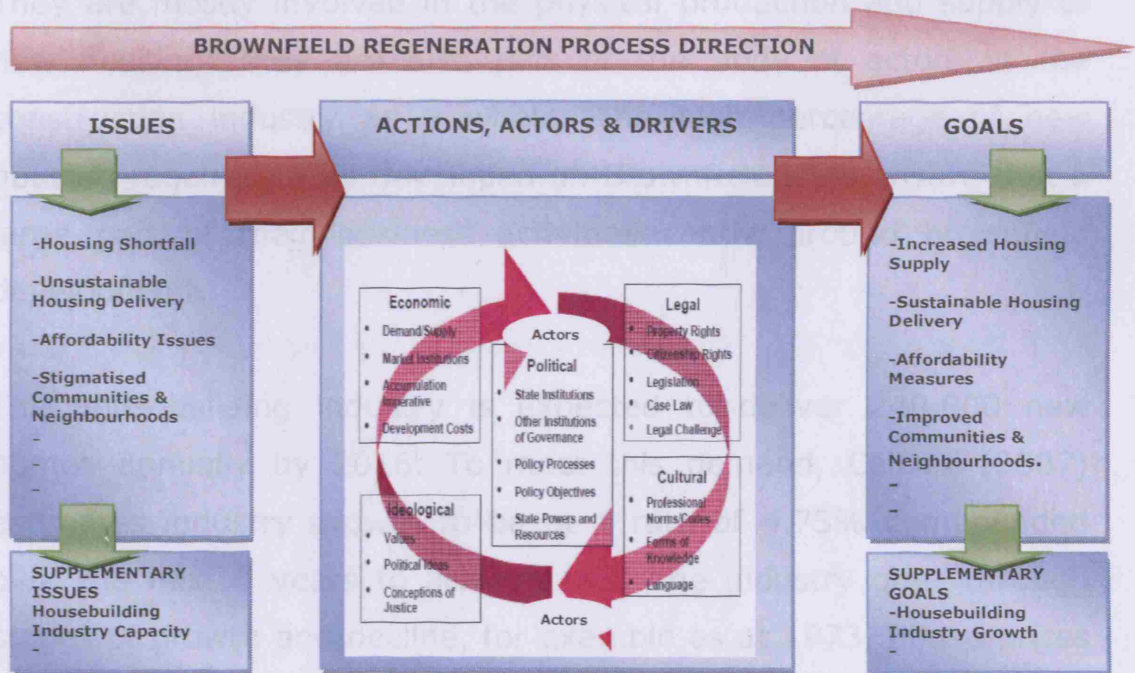 BROWNFIELD REGENERATION PROCESS DIRECTION
ISSUES
-Housing Shortfall
-Unsustainable
Housing Delivery
-Affordability Issues
-Stigmatised
Communities &
Neighbourhoods
-
-
-
SUPPLEMENTARY
ISSUES
Housebuilding
Industry Capacity
-
ACTIONS, ACTORS & DRIVERS
Actors
Economic
• Demand/Supply
• Market Institutions
• Accumulation
Imperative
• Development Costs
Legal
• Property Rights
• Citizenship Rights
• Legislation
• Case Law
• Legal Challenge
Political
• State Institutions
• Other Institutions
of Governance
• Policy Processes
• Policy Objectives
• State Powers and
Resources
Ideological
• Values
• Political Ideas
• Conceptions of
Justice
Cultural
• Professional
Norms/Codes
• Forms of
Knowledge
• Language
Actors
GOALS
-Increased Housing
Supply
-Sustainable Housing
Delivery
-Affordability
Measures
-Improved
Communities &
Neighbourhoods.
-
-
-
SUPPLEMENTARY
GOALS
-Housebuilding
Industry Growth
-